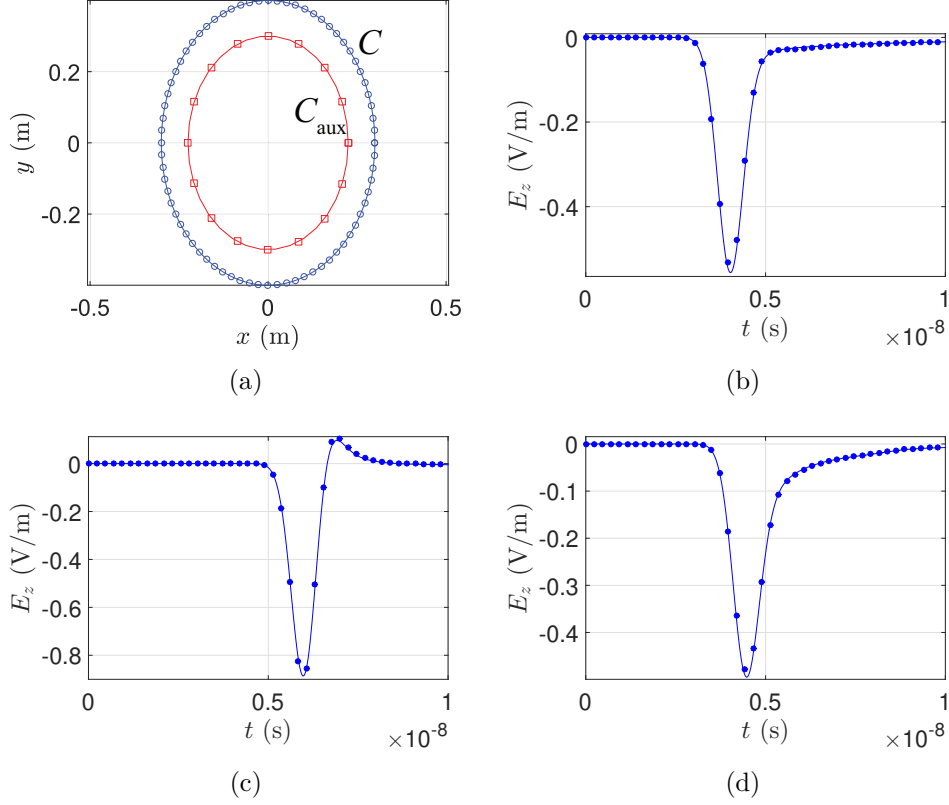 C
C_aux
0.2
0
-0.2
y (m)
-0.5
0
0.5
x (m)
(a)
0
-0.2
-0.4
E_z (V/m)
0
0.5
1
t (s)
×10^-8
(b)
0
-0.2
-0.4
-0.6
-0.8
E_z (V/m)
0
0.5
1
t (s)
×10^-8
(c)
0
-0.1
-0.2
-0.3
-0.4
E_z (V/m)
0
0.5
1
t (s)
×10^-8
(d)